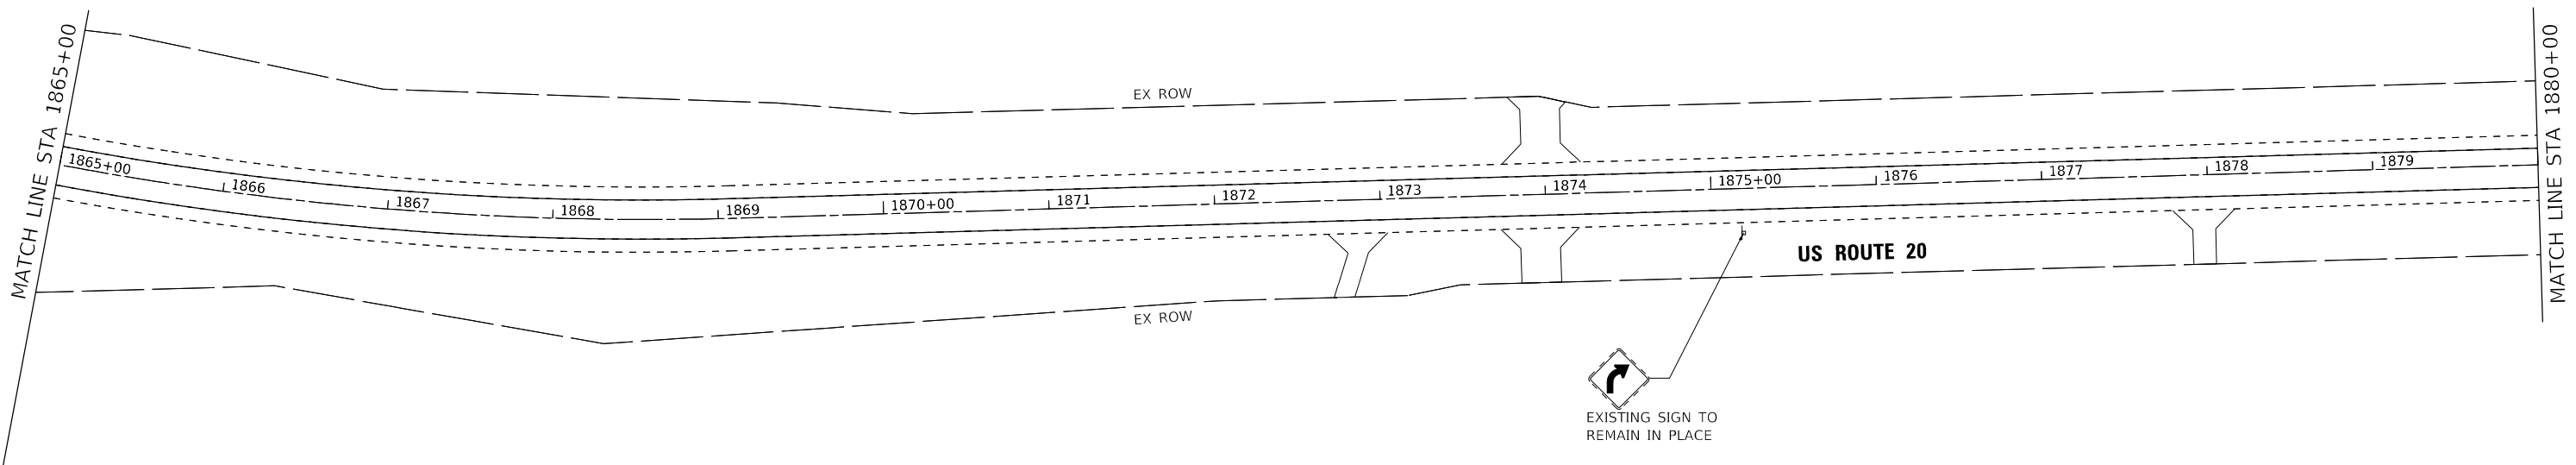 MATCH LINE STA 1865+00
EX ROW
1865+00
1866
1867
1868
1869
1870+00
1871
1872
1873
1874
1875+00
1876
1877
1878
1879
US ROUTE 20
EX ROW
EXISTING SIGN TO
REMAIN IN PLACE
MATCH LINE STA 1880+00